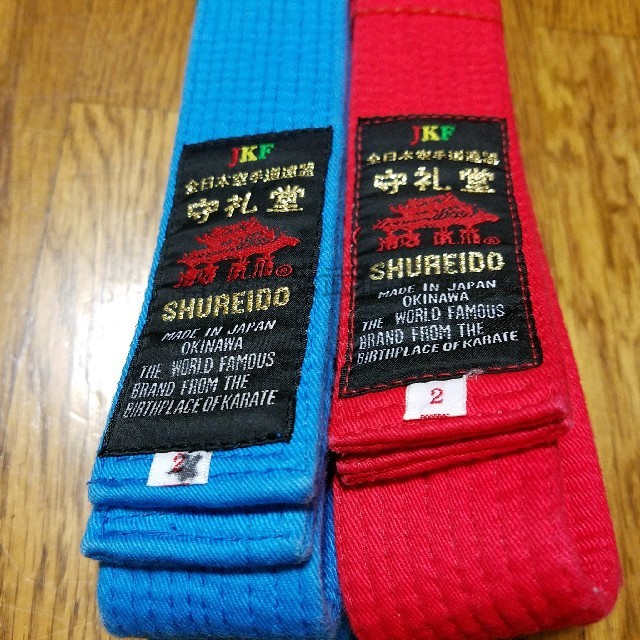 JKF
全日本空手道連盟
守礼堂
SHUREIDO
MADE IN JAPAN
OKINAWA
THE WORLD FAMOUS
BRAND FROM THE
BIRTHPLACE OF KARATE
2
JKF
全日本空手道連盟
守礼堂
SHUREIDO
MADE IN JAPAN
OKINAWA
THE WORLD FAMOUS
BRAND FROM THE
BIRTHPLACE OF KARATE
2